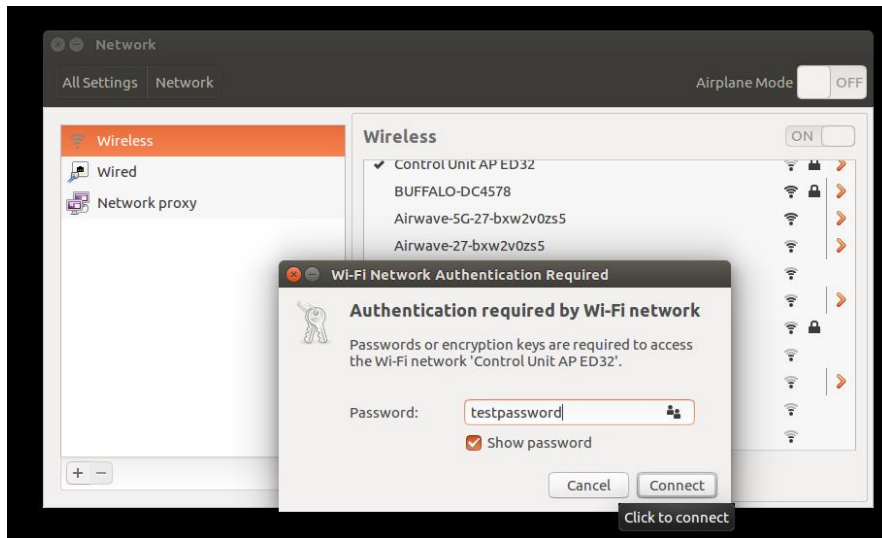 Network
All Settings Network
Airplane Mode OFF
Wireless
Wired
Network proxy
Wireless
ON
Control Unit AP ED32
BUFFALO-DC4578
Airwave-5G-27-bxw2v0zs5
Airwave-27-bxw2v0zs5
Wi-Fi Network Authentication Required
Authentication required by Wi-Fi network
Passwords or encryption keys are required to access
the Wi-Fi network 'Control Unit AP ED32'.
Password: testpassword
Show password
Cancel Connect
Click to connect